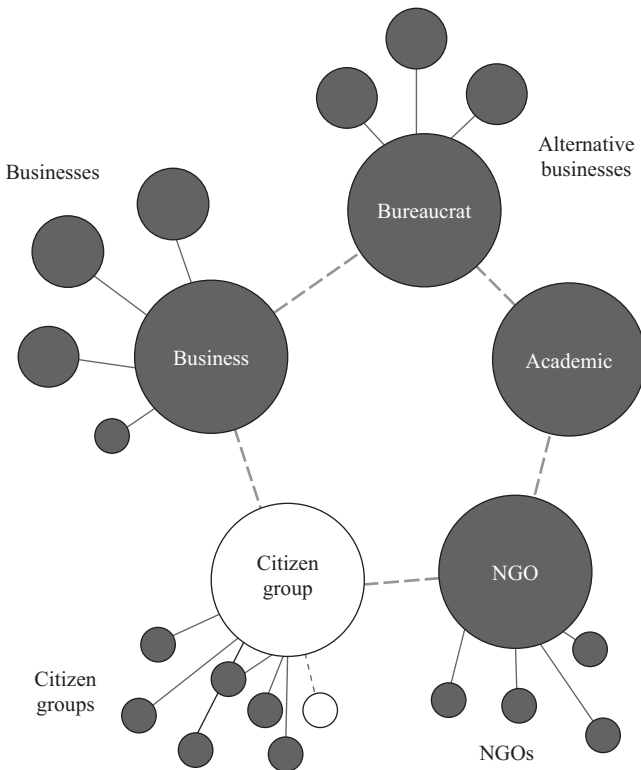 Alternative
businesses
Businesses
Bureaucrat
Business
Academic
Citizen
group
NGO
Citizen
groups
NGOs